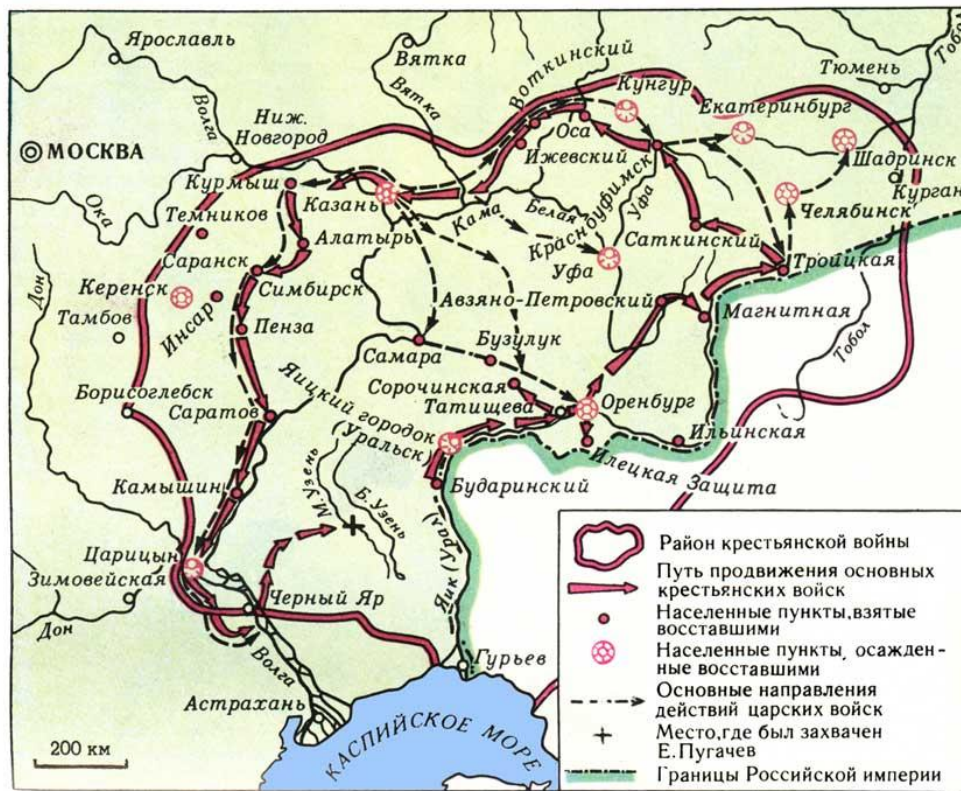 Ярославль
Вятка
Воткинский
Тобол
Тюмень
Волга
Вятка
Кунгур
Екатеринбург
Ниж.
Новгород
Оса
МОСКВА
Ижевский
Шадринск
Курмыш
Казань
Красноуфимск
Уфа
Курган
Ока
Темников
Кама
Белая
Челябинск
Алатырь
Саткинский
Дон
Саранск
Уфа
Троицкая
Керенск
Симбирск
Авзяно-Петровский
Тамбов
Инсар
Магнитная
Пенза
Бузулук
Тобол
Самара
Сорочинская
Борисоглебск
Татищева
Оренбург
Саратов
Яицкий городок
(Уральск)
Ильинская
Илецкая Защита
Камышин
М.Узень
Б.Узень
Бударинский
Яик (Урал)
Царицын
Зимовейская
Черный Яр
Дон
Волга
Гурьев
Астрахань
200 км
КАСПИЙСКОЕ МОРЕ
Район крестьянской войны
Путь продвижения основных
крестьянских войск
Населенные пункты, взятые
восставшими
Населенные пункты, осажден-
ные восставшими
Основные направления
действий царских войск
Место, где был захвачен
Е. Пугачев
Границы Российской империи